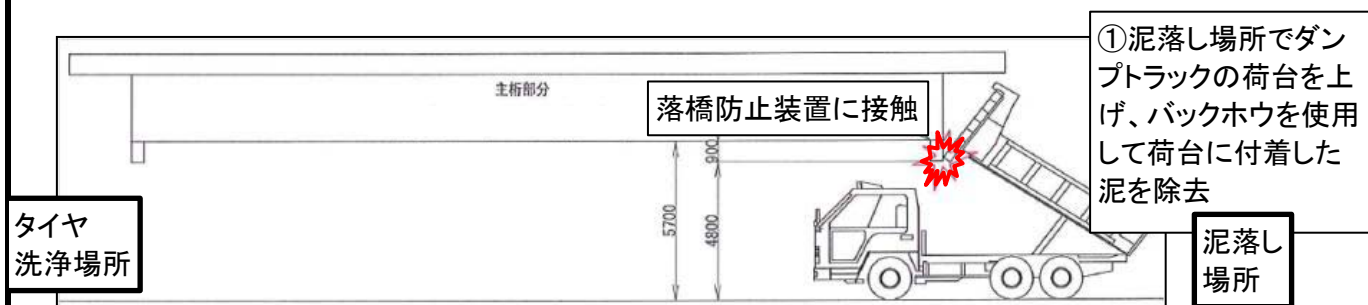 ①泥落し場所でダン
プトラックの荷台を上
げ、バックホウを使用
して荷台に付着した
泥を除去
主桁部分
落橋防止装置に接触
900
5700
4800
タイヤ
洗浄場所
泥落し
場所